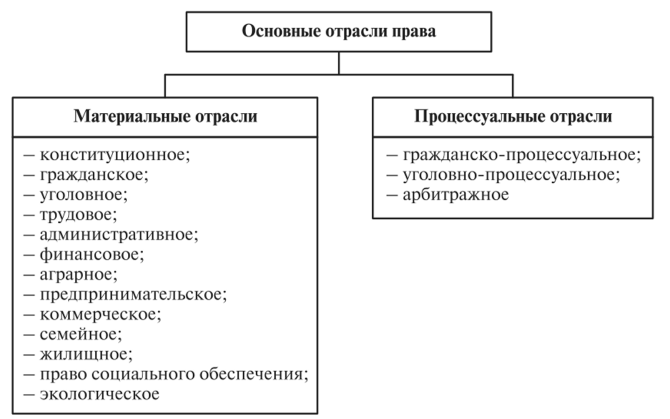 Основные отрасли права
Материальные отрасли
– конституционное;
– гражданское;
– уголовное;
– трудовое;
– административное;
– финансовое;
– аграрное;
– предпринимательское;
– коммерческое;
– семейное;
– жилищное;
– право социального обеспечения;
– экологическое
Процессуальные отрасли
– гражданско-процессуальное;
– уголовно-процессуальное;
– арбитражное